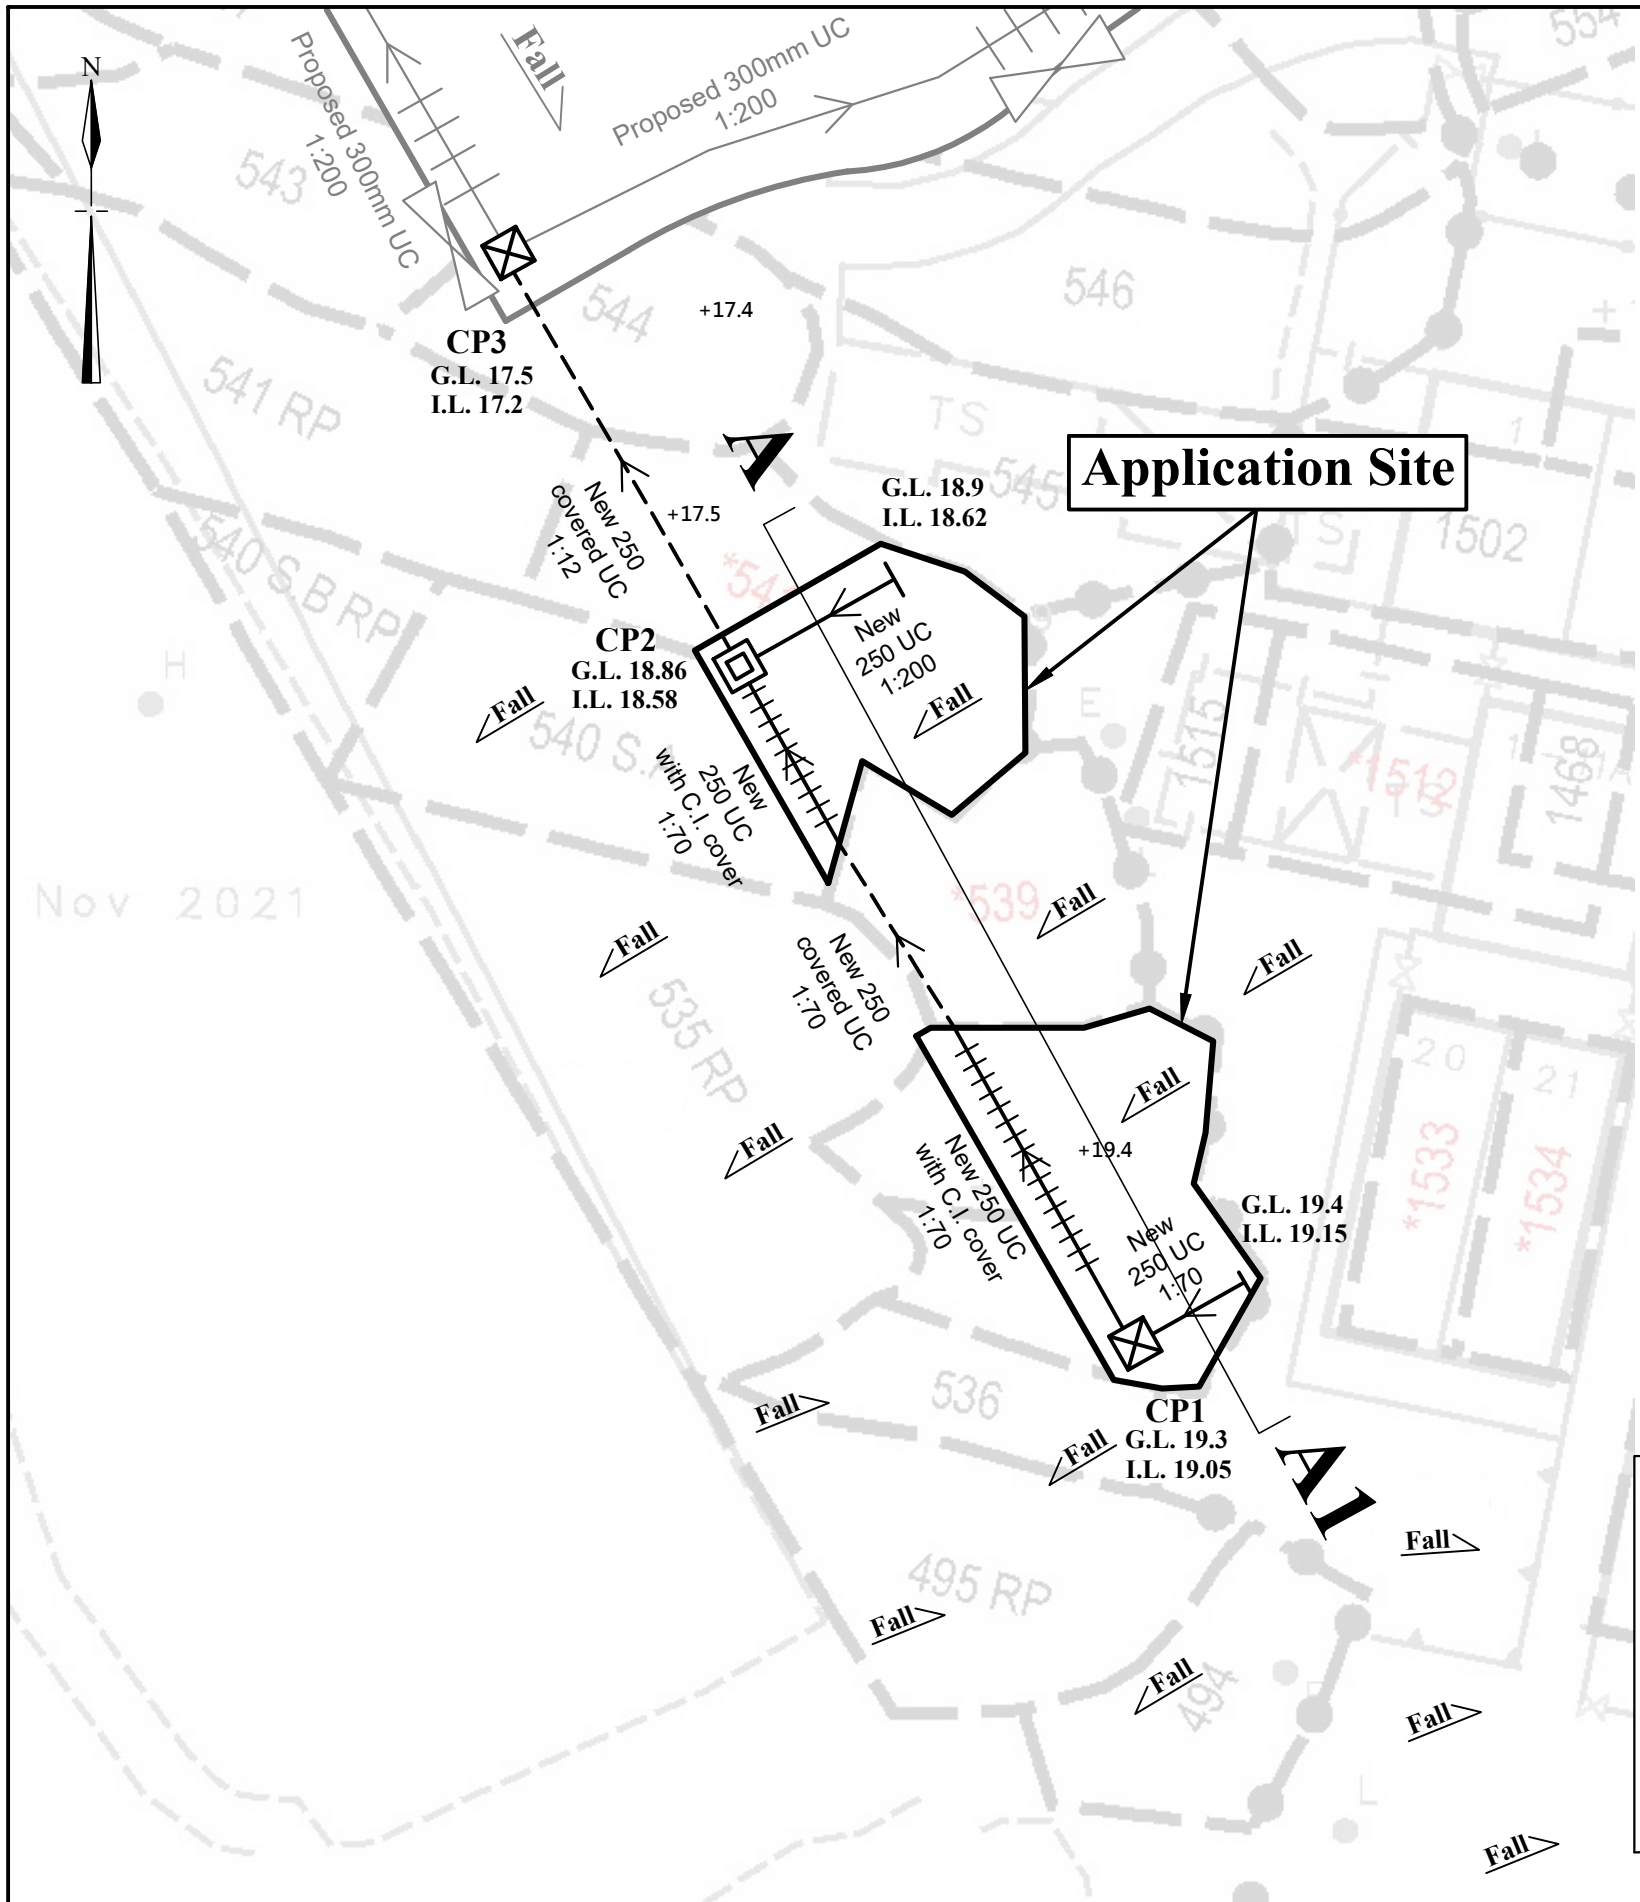 N
Proposed 300mm UC
1:200
Fall
Proposed 300mm UC
1:200
554
543
544
+17.4
546
CP3
G.L. 17.5
I.L. 17.2
541 RP
A
TS
1
Application Site
G.L. 18.9
I.L. 18.62
545
TS
1502
New 250
covered UC
1:12
+17.5
540 S.B RP
H
CP2
G.L. 18.86
I.L. 18.58
New
250 UC
1:200
Fall
Fall
E
1515
*1512
TS
1468
540 S.
New
250 UC
with C.I. cover
1:70
Nov 2021
*539
Fall
Fall
Fall
New 250
covered UC
1:70
535 RP
20
21
*1533
*1534
Fall
Fall
+19.4
New 250 UC
with C.I. cover
1:70
G.L. 19.4
I.L. 19.15
New
250 UC
1:70
536
Fall
CP1
G.L. 19.3
I.L. 19.05
Fall
A1
Fall
495 RP
Fall
Fall
494
Fall
L
Fall